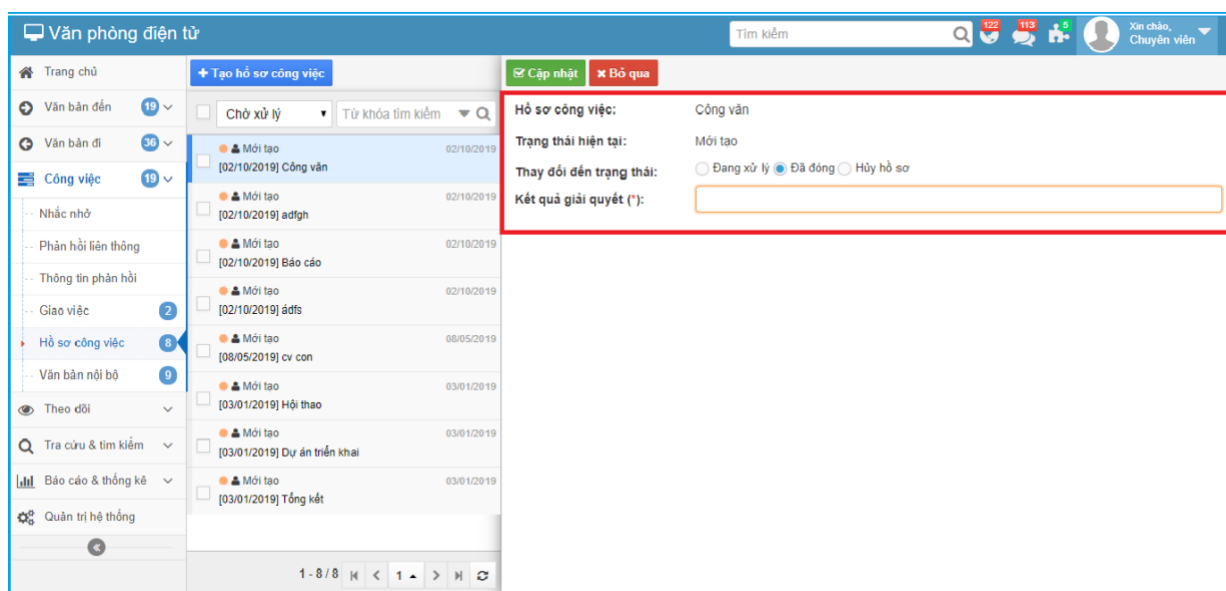 Văn phòng điện tử
Tìm kiếm
122
113
5
Xin chào,
Chuyên viên
Trang chủ
Văn bản đến 19
Văn bản đi 36
Công việc 19
Nhắc nhở
Phản hồi liên thông
Thông tin phản hồi
Giao việc 2
Hồ sơ công việc 8
Văn bản nội bộ 9
Theo dõi
Tra cứu & tìm kiếm
Báo cáo & thống kê
Quản trị hệ thống
+ Tạo hồ sơ công việc
Chờ xử lý Từ khóa tìm kiếm
Mới tạo 02/10/2019
[02/10/2019] Công văn
Mới tạo 02/10/2019
[02/10/2019] adfgh
Mới tạo 02/10/2019
[02/10/2019] Báo cáo
Mới tạo 02/10/2019
[02/10/2019] ádfs
Mới tạo 08/05/2019
[08/05/2019] cv con
Mới tạo 03/01/2019
[03/01/2019] Hội thao
Mới tạo 03/01/2019
[03/01/2019] Dự án triển khai
Mới tạo 03/01/2019
[03/01/2019] Tổng kết
1 - 8 / 8 1
Cập nhật Bỏ qua
Hồ sơ công việc: Công văn
Trạng thái hiện tại: Mới tạo
Thay đổi đến trạng thái: Đang xử lý Đã đóng Hủy hồ sơ
Kết quả giải quyết (*):